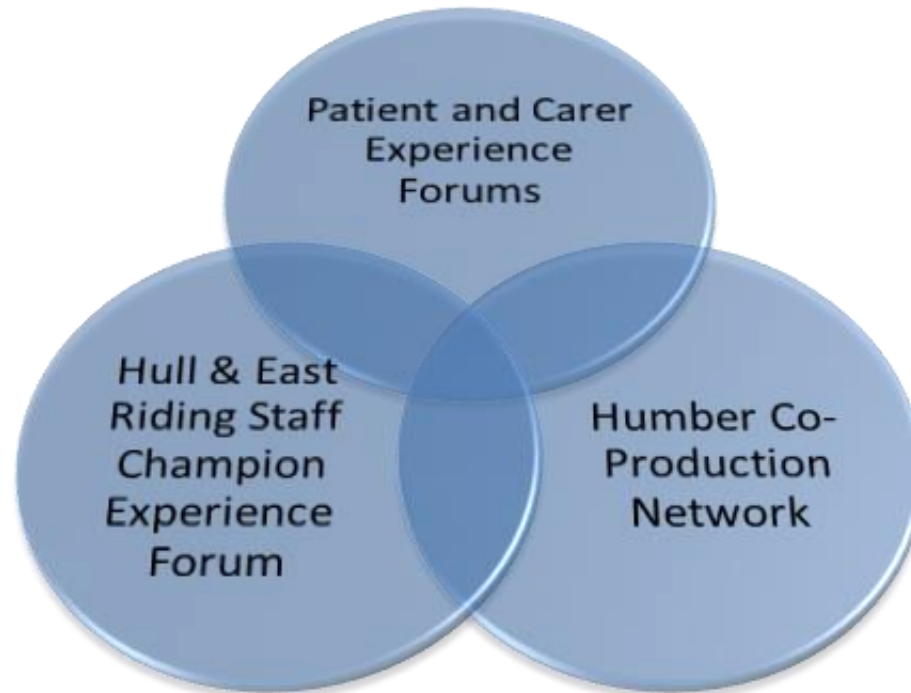 Patient and Carer
Experience
Forums
Hull & East
Riding Staff
Champion
Experience
Forum
Humber Co-
Production
Network